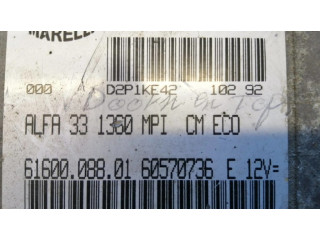 MARELLI
000 D2P1KE42 102 92
ALFA 33 1360 MPI CM ECO
61600.088.01 60570736 E 12V=